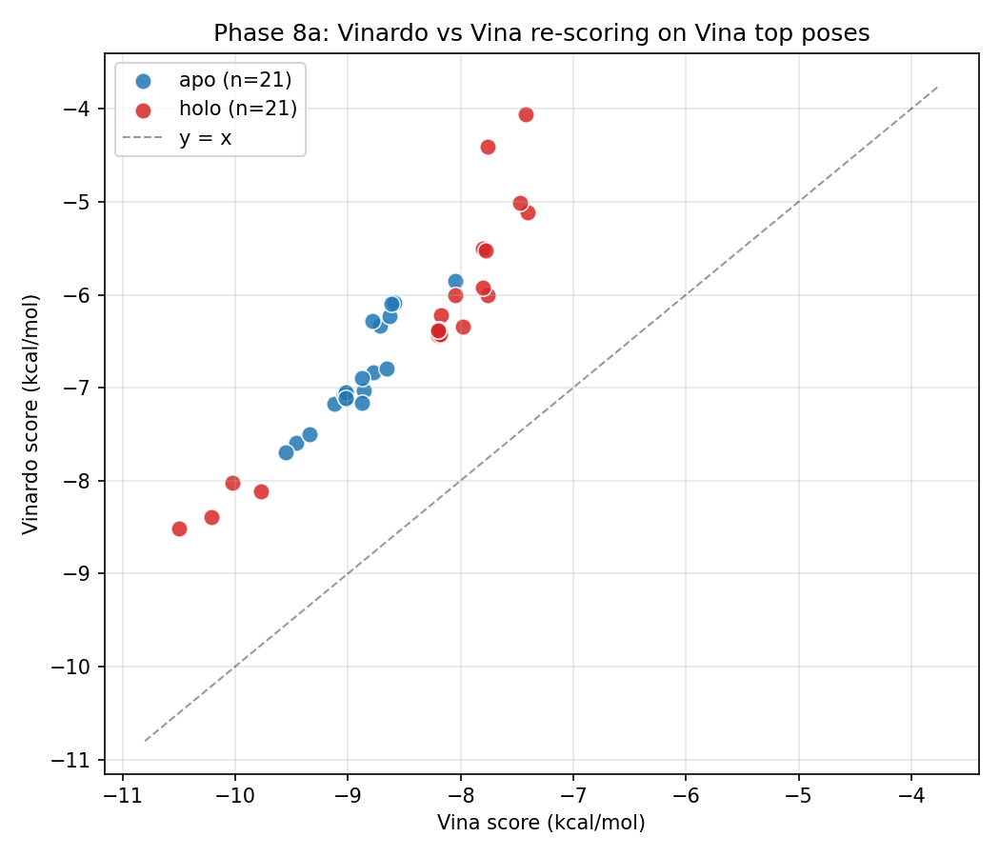 Phase 8a: Vinardo vs Vina re-scoring on Vina top poses
apo (n=21)
holo (n=21)
y = x
Vinardo score (kcal/mol)
−4
−5
−6
−7
−8
−9
−10
−11
−11
−10
−9
−8
−7
−6
−5
−4
Vina score (kcal/mol)